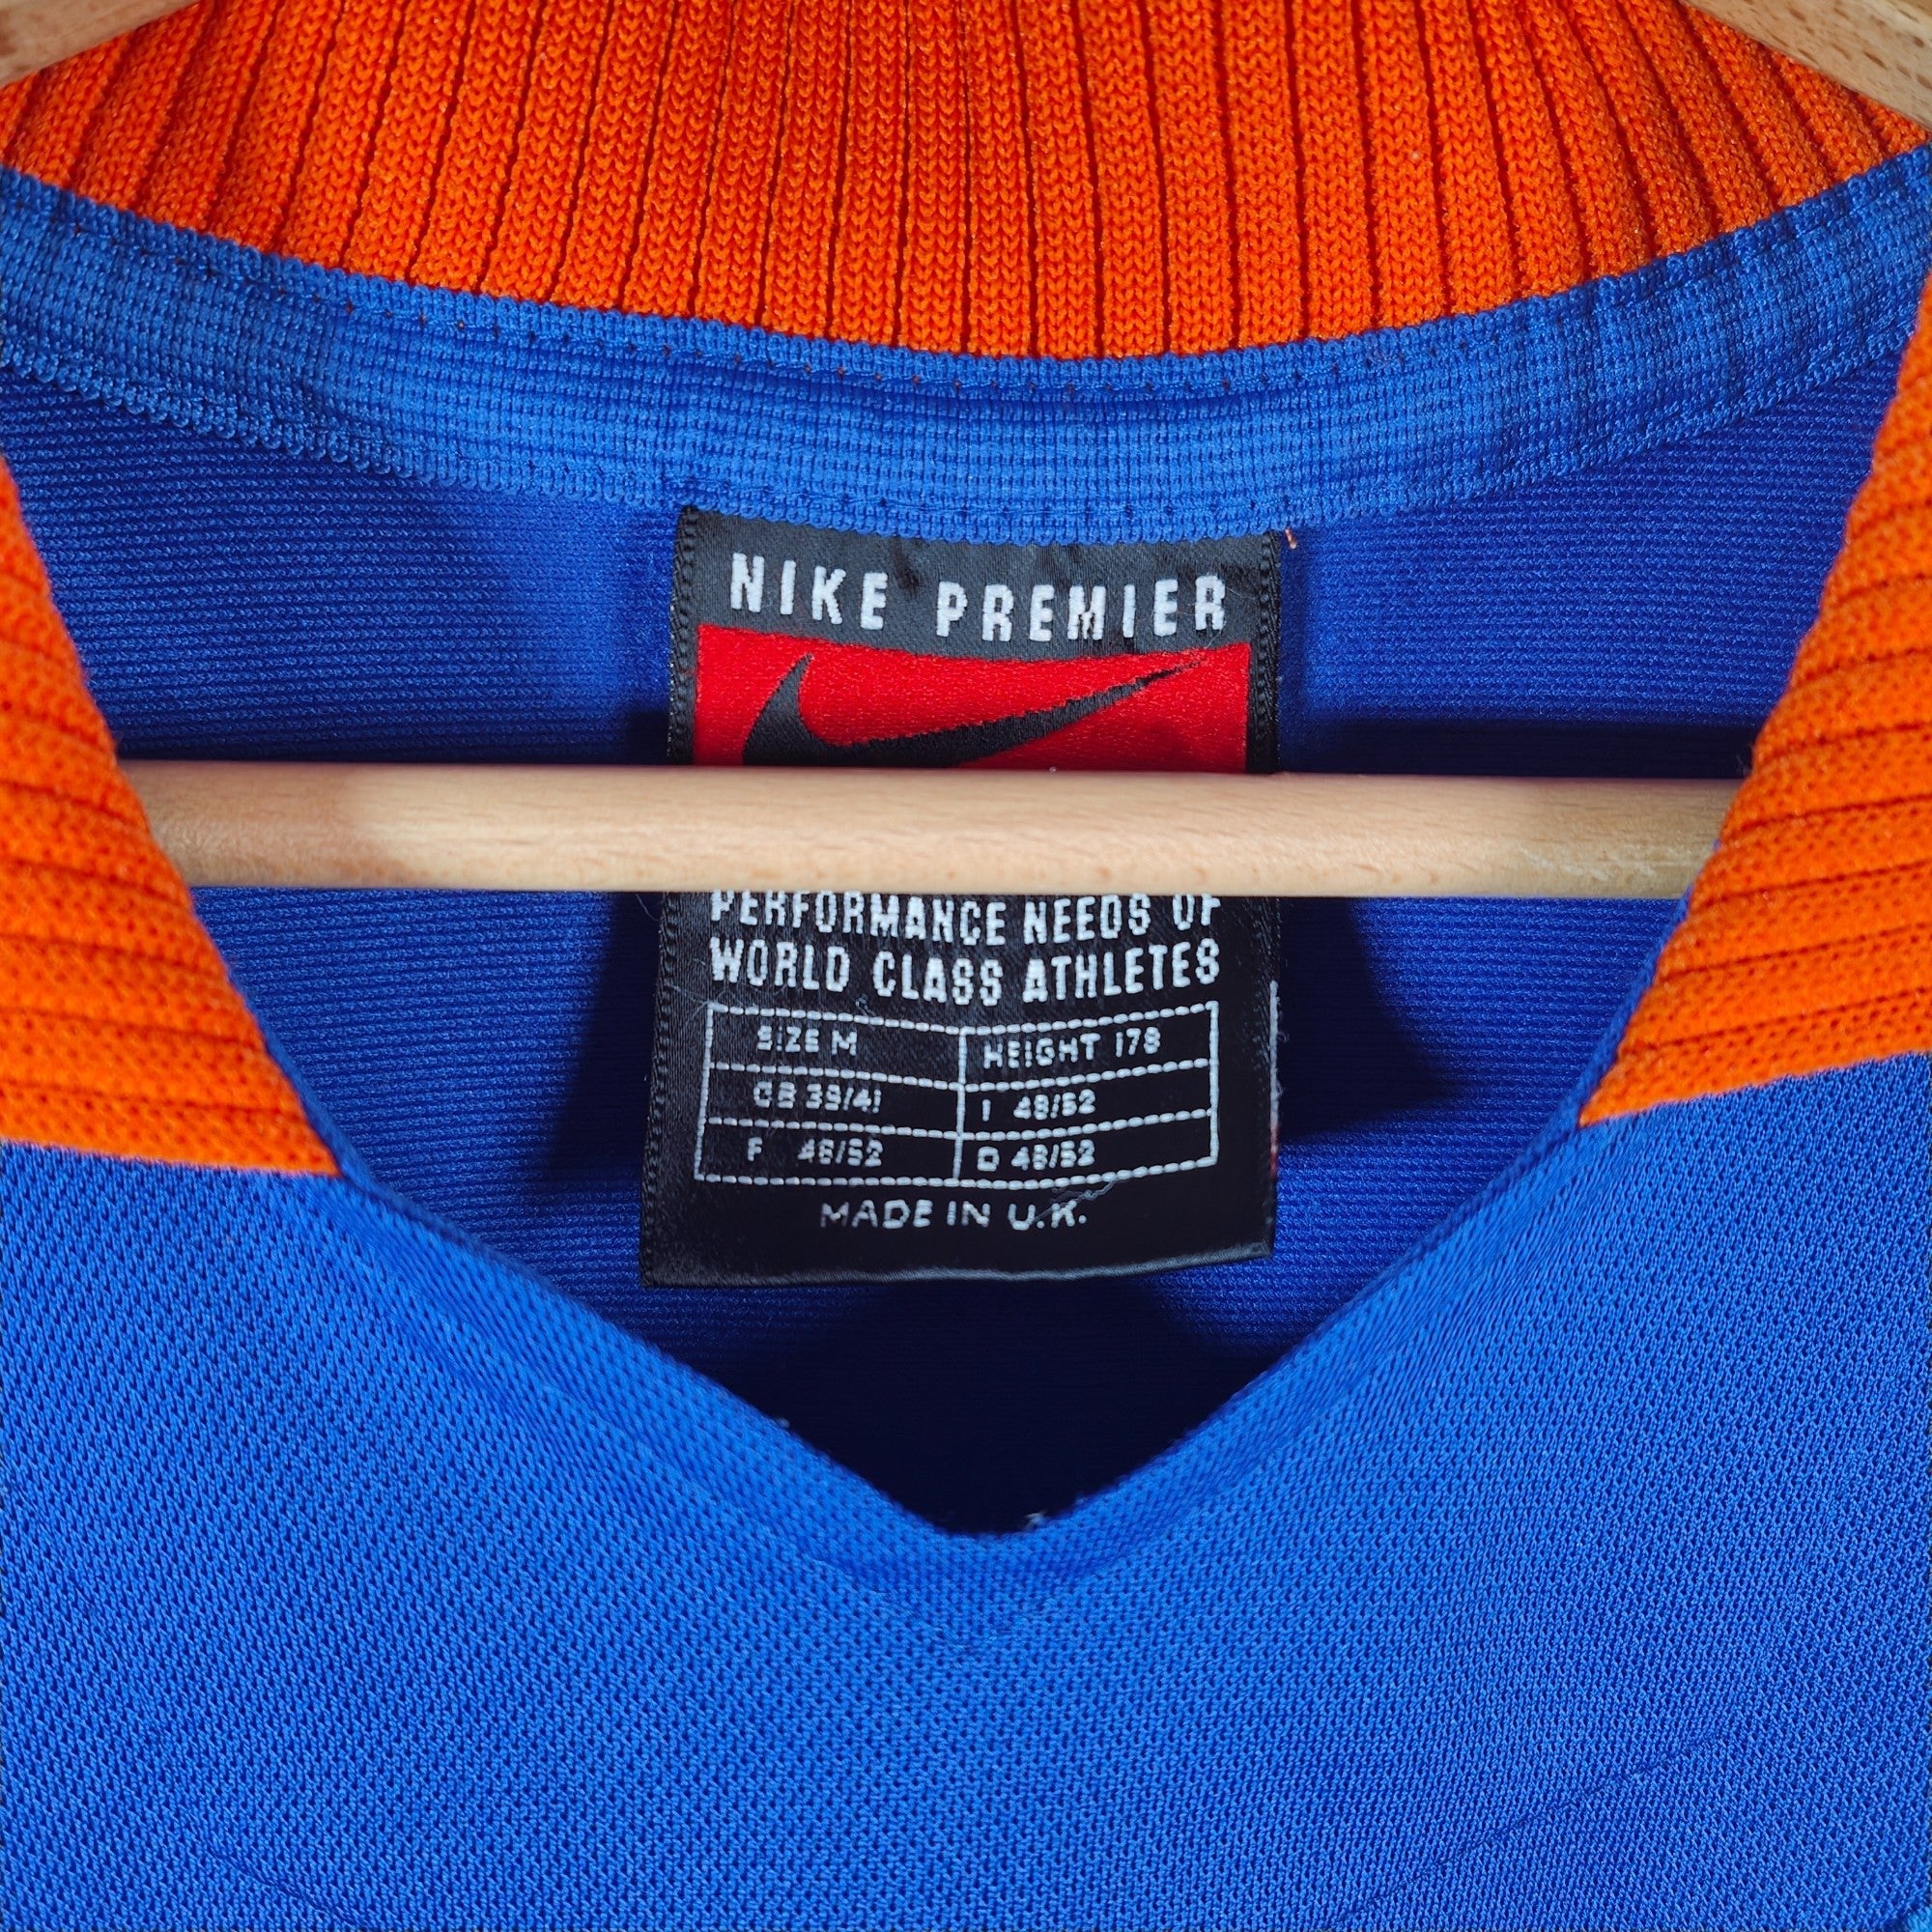 NIKE PREMIER
PERFORMANCE NEEDS OF
WORLD CLASS ATHLETES
SIZE M HEIGHT 178
GB 39/41 I 48/52
F 48/52 D 48/52
MADE IN U.K.